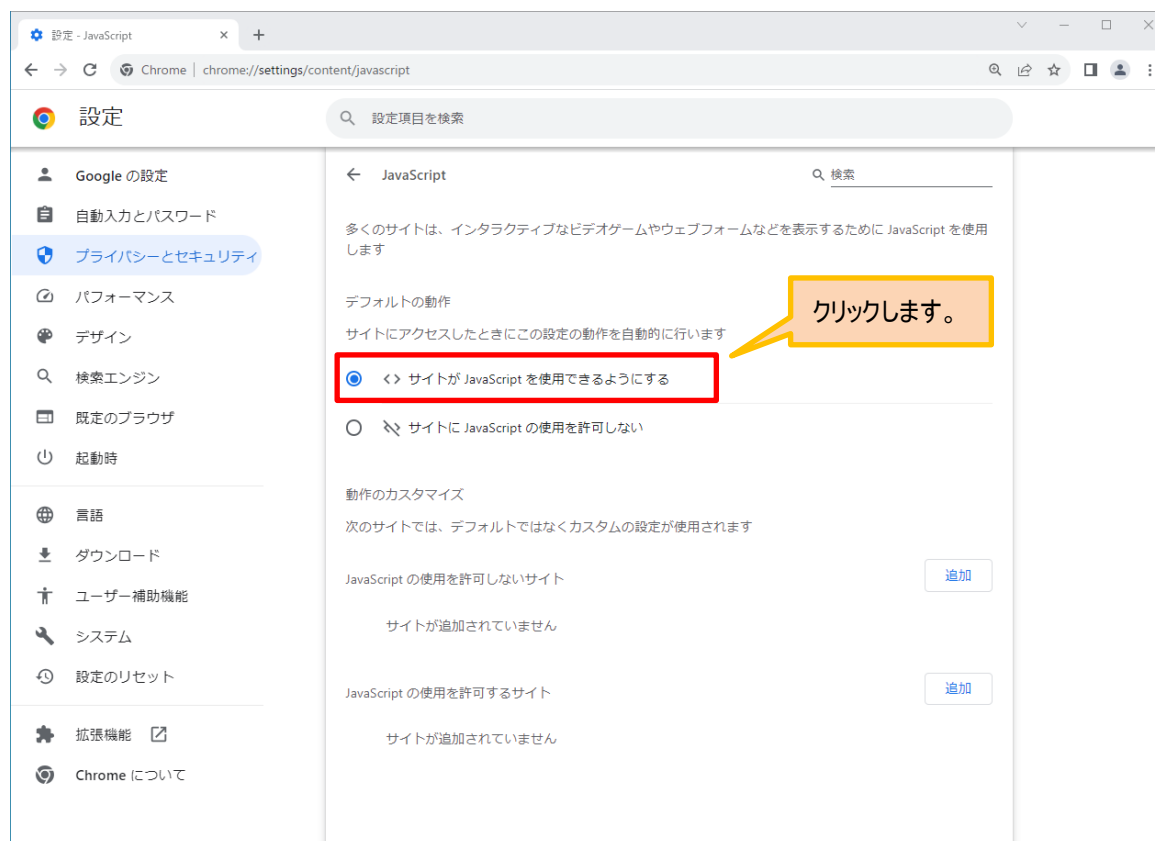 設定 - JavaScript
Chrome | chrome://settings/content/javascript
設定
設定項目を検索
Google の設定
自動入力とパスワード
プライバシーとセキュリティ
パフォーマンス
デザイン
検索エンジン
既定のブラウザ
起動時
言語
ダウンロード
ユーザー補助機能
システム
設定のリセット
拡張機能
Chrome について
JavaScript
検索
多くのサイトは、インタラクティブなビデオゲームやウェブフォームなどを表示するために JavaScript を使用
します
デフォルトの動作
サイトにアクセスしたときにこの設定の動作を自動的に行います
クリックします。
サイトが JavaScript を使用できるようにする
サイトに JavaScript の使用を許可しない
動作のカスタマイズ
次のサイトでは、デフォルトではなくカスタムの設定が使用されます
JavaScript の使用を許可しないサイト
追加
サイトが追加されていません
JavaScript の使用を許可するサイト
追加
サイトが追加されていません